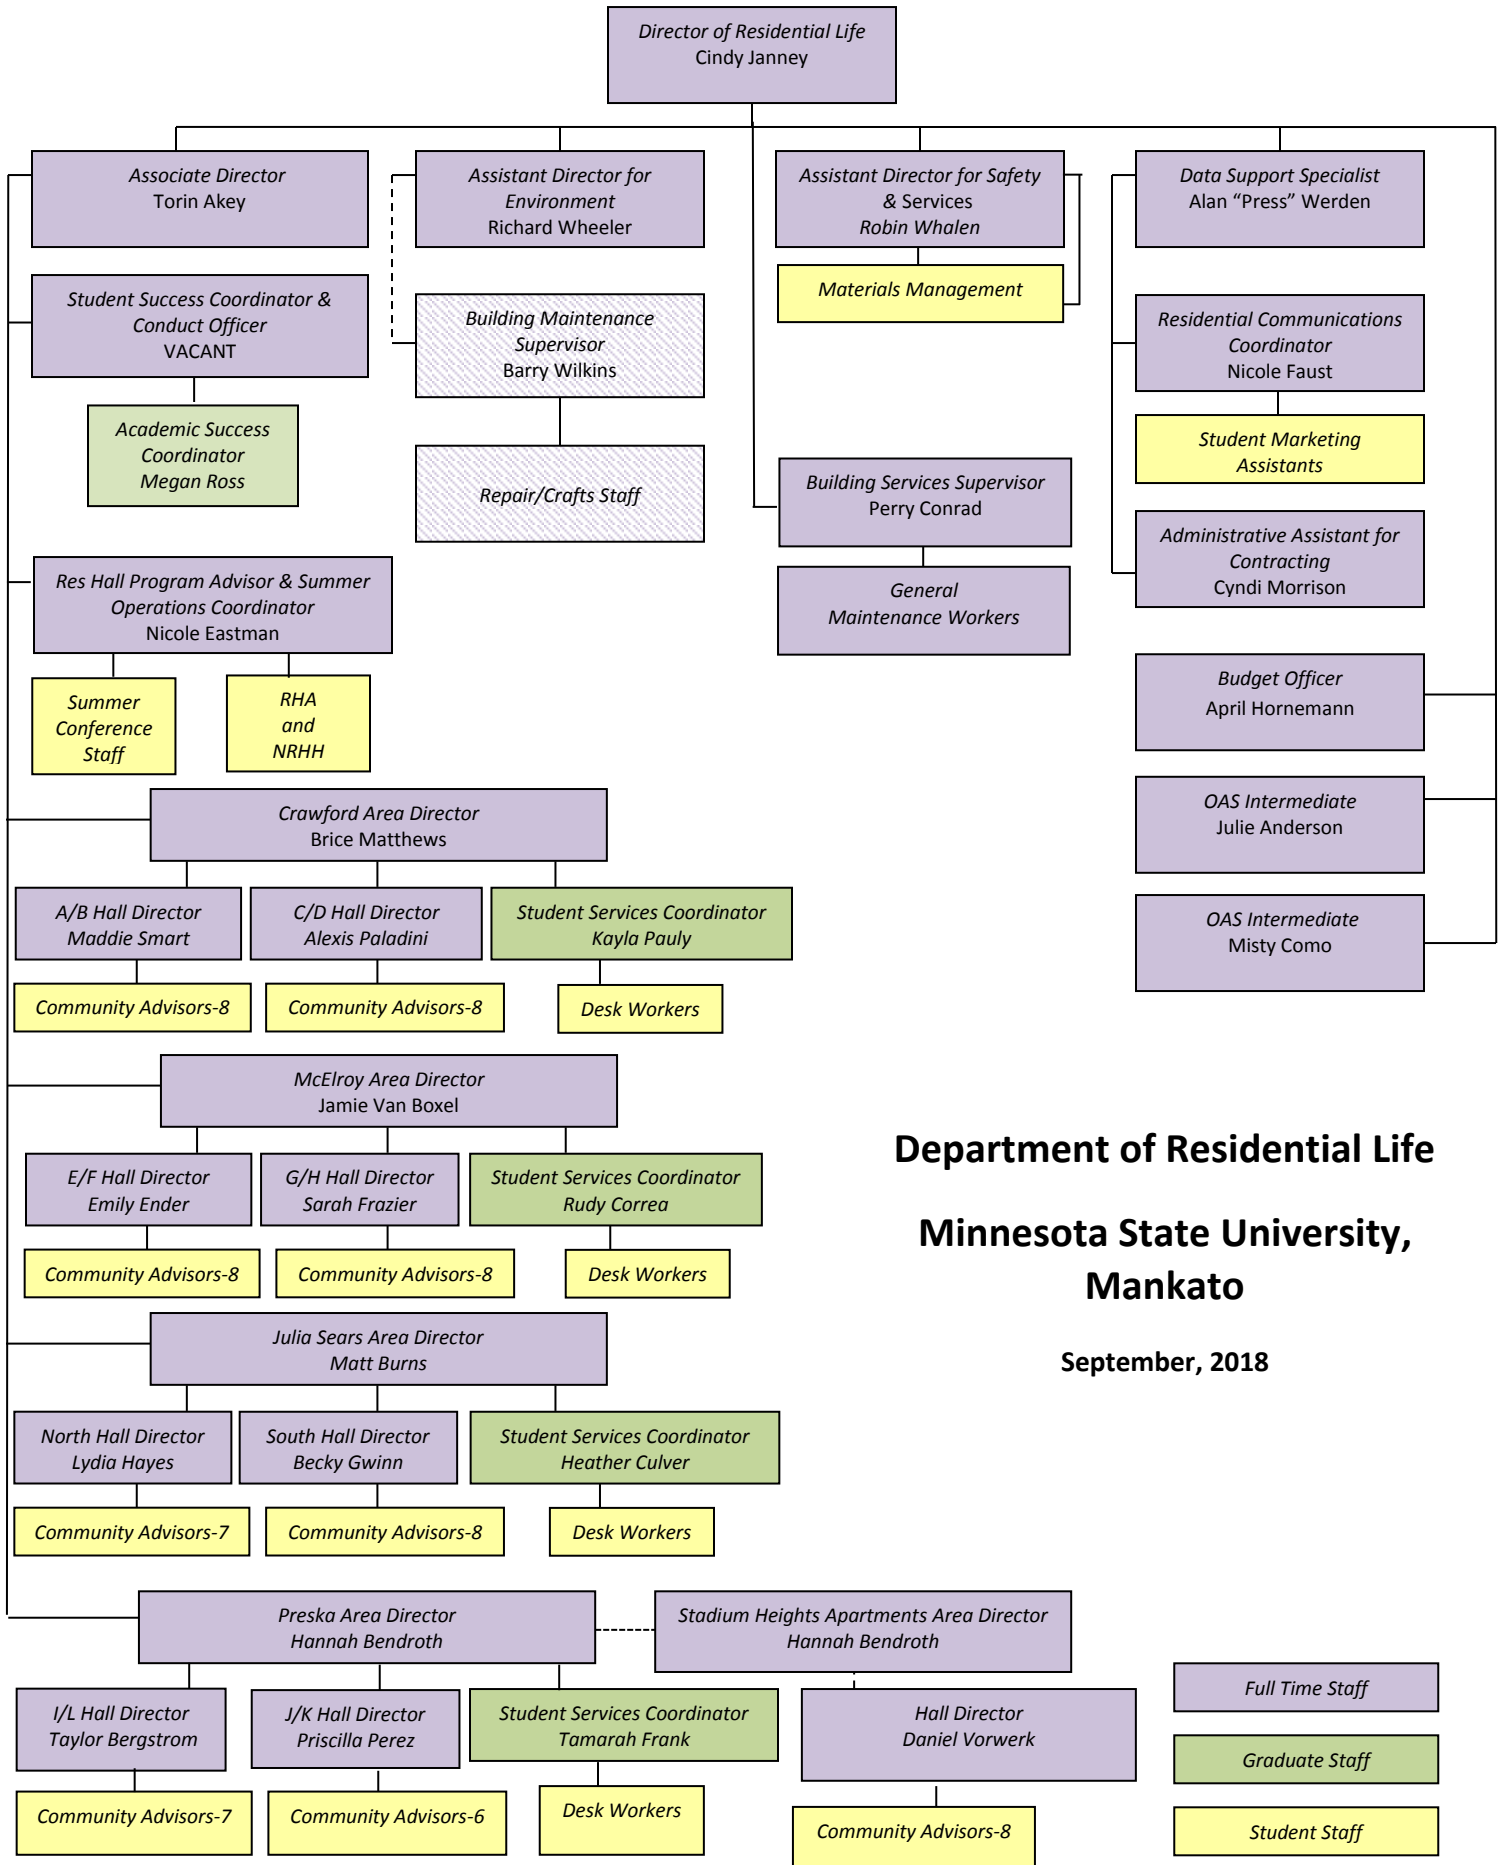 Director of Residential Life
Cindy Janney
Associate Director
Torin Akey
Assistant Director for
Environment
Richard Wheeler
Assistant Director for Safety
& Services
Robin Whalen
Data Support Specialist
Alan “Press” Werden
Student Success Coordinator &
Conduct Officer
VACANT
Building Maintenance
Supervisor
Barry Wilkins
Materials Management
Residential Communications
Coordinator
Nicole Faust
Academic Success
Coordinator
Megan Ross
Repair/Crafts Staff
Student Marketing
Assistants
Building Services Supervisor
Perry Conrad
Administrative Assistant for
Contracting
Cyndi Morrison
Res Hall Program Advisor & Summer
Operations Coordinator
Nicole Eastman
General
Maintenance Workers
Summer
Conference
Staff
RHA
and
NRHH
Budget Officer
April Hornemann
Crawford Area Director
Brice Matthews
OAS Intermediate
Julie Anderson
A/B Hall Director
Maddie Smart
C/D Hall Director
Alexis Paladini
Student Services Coordinator
Kayla Pauly
OAS Intermediate
Misty Como
Community Advisors-8
Community Advisors-8
Desk Workers
McElroy Area Director
Jamie Van Boxel
E/F Hall Director
Emily Ender
G/H Hall Director
Sarah Frazier
Student Services Coordinator
Rudy Correa
Community Advisors-8
Community Advisors-8
Desk Workers
Department of Residential Life
Minnesota State University,
Mankato
September, 2018
Julia Sears Area Director
Matt Burns
North Hall Director
Lydia Hayes
South Hall Director
Becky Gwinn
Student Services Coordinator
Heather Culver
Community Advisors-7
Community Advisors-8
Desk Workers
Preska Area Director
Hannah Bendroth
Stadium Heights Apartments Area Director
Hannah Bendroth
I/L Hall Director
Taylor Bergstrom
J/K Hall Director
Priscilla Perez
Student Services Coordinator
Tamarah Frank
Hall Director
Daniel Vorwerk
Community Advisors-7
Community Advisors-6
Desk Workers
Community Advisors-8
Full Time Staff
Graduate Staff
Student Staff